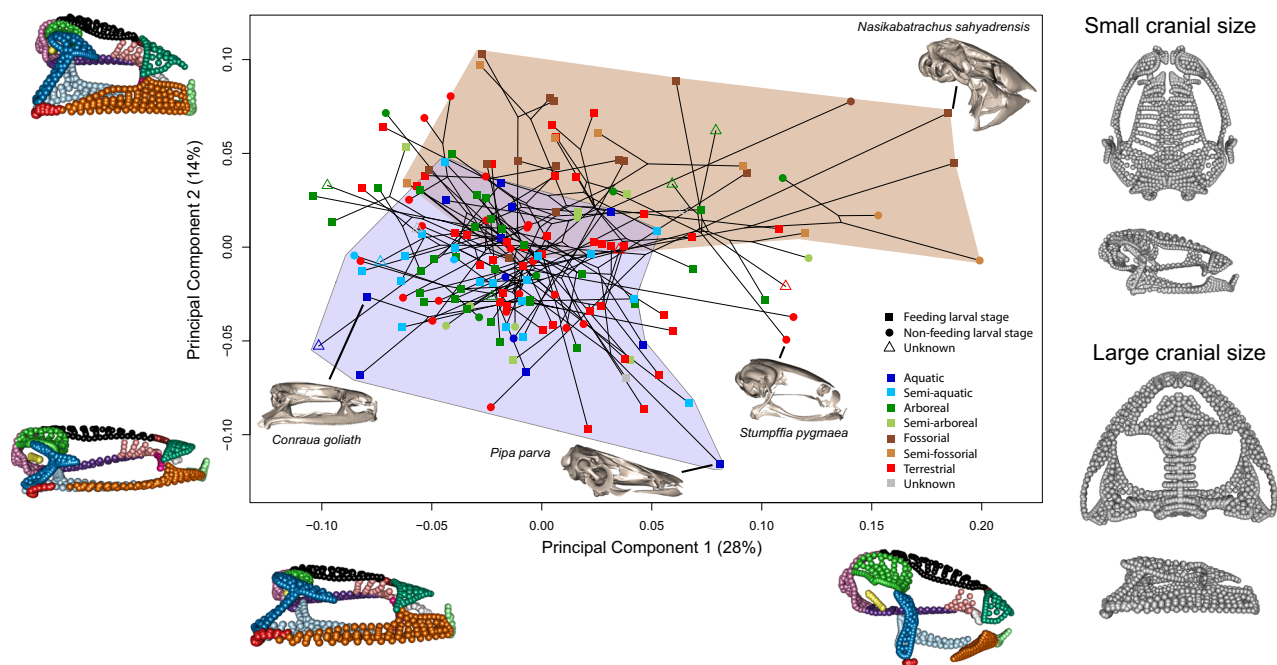 Nasikabatrachus sahyadrensis
Small cranial size
0.10
0.05
0.00
−0.05
−0.10
Principal Component 2 (14%)
Feeding larval stage
Non-feeding larval stage
Unknown
Large cranial size
Aquatic
Semi-aquatic
Arboreal
Semi-arboreal
Fossorial
Semi-fossorial
Terrestrial
Unknown
Conraua goliath
Pipa parva
Stumpffia pygmaea
−0.10
−0.05
0.00
0.05
0.10
0.15
0.20
Principal Component 1 (28%)